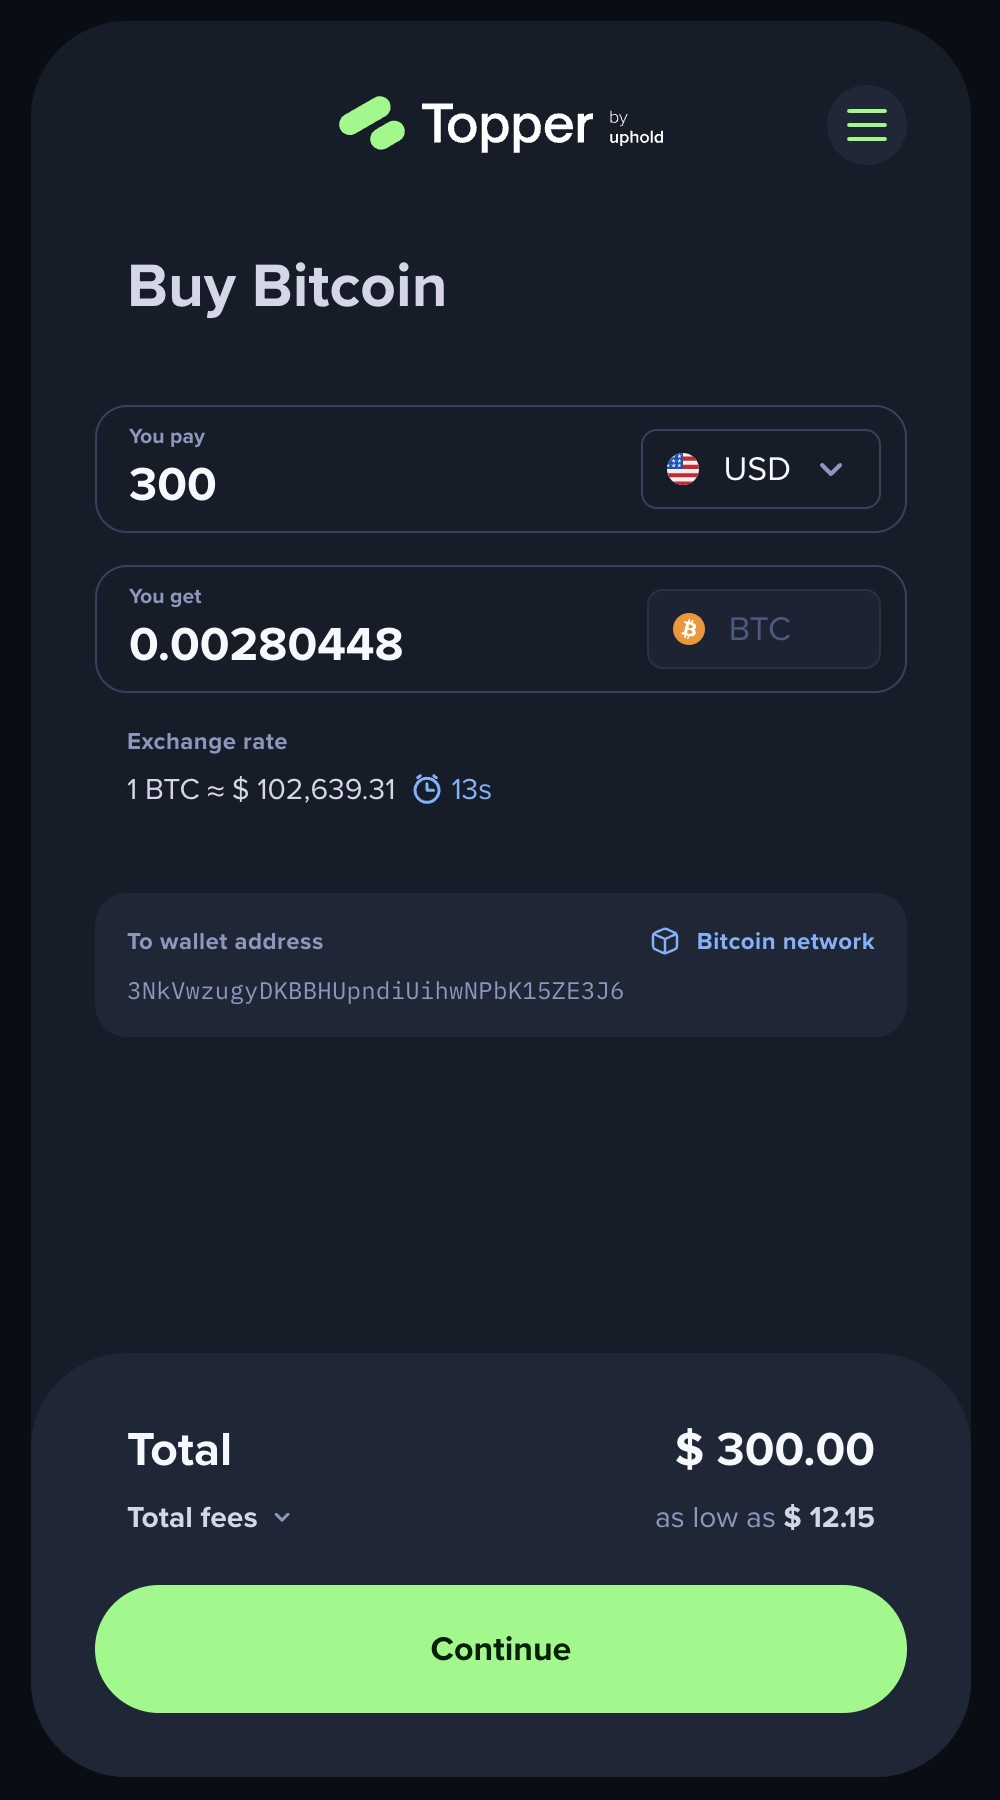 Topper by uphold
Buy Bitcoin
You pay
300
USD
You get
0.00280448
BTC
Exchange rate
1 BTC ≈ $ 102,639.31 13s
To wallet address
Bitcoin network
3NkVwzugyDKBBHUpndiUihwNPbK15ZE3J6
Total $ 300.00
Total fees as low as $ 12.15
Continue